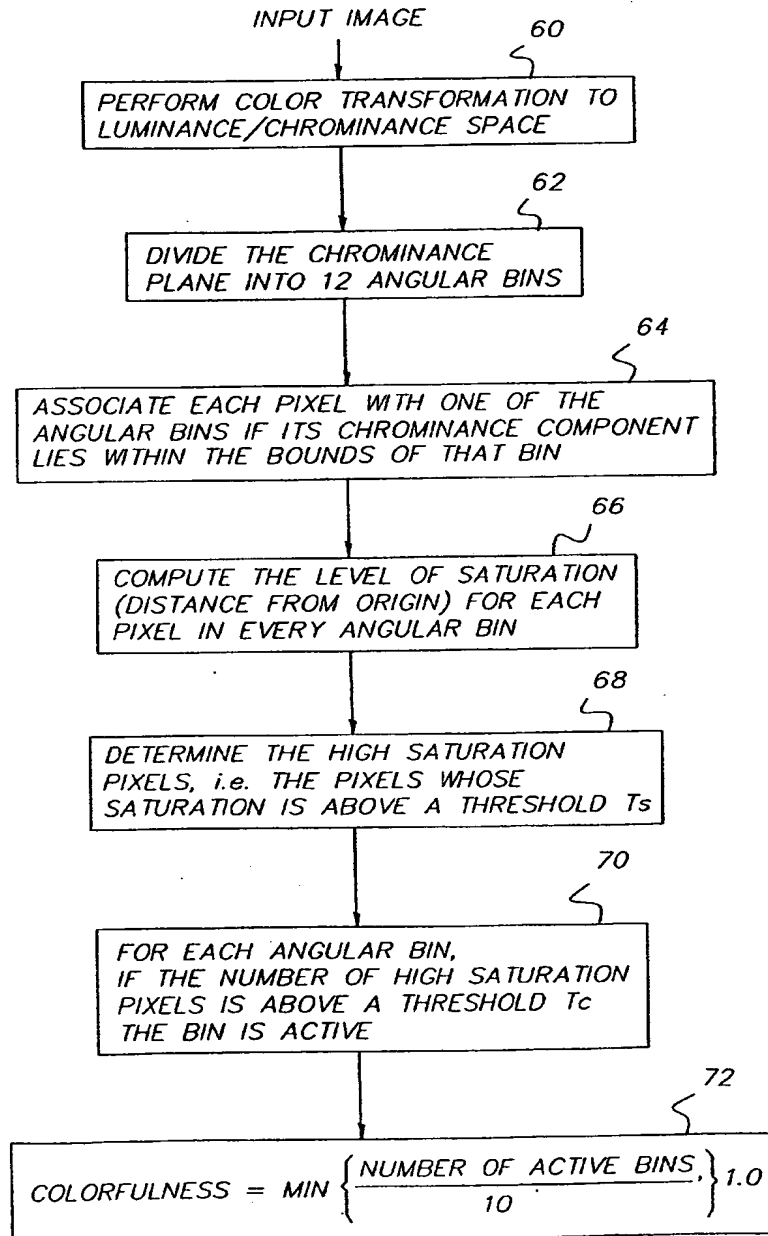 INPUT IMAGE
60
PERFORM COLOR TRANSFORMATION TO
LUMINANCE/CHROMINANCE SPACE
62
DIVIDE THE CHROMINANCE
PLANE INTO 12 ANGULAR BINS
64
ASSOCIATE EACH PIXEL WITH ONE OF THE
ANGULAR BINS IF ITS CHROMINANCE COMPONENT
LIES WITHIN THE BOUNDS OF THAT BIN
66
COMPUTE THE LEVEL OF SATURATION
(DISTANCE FROM ORIGIN) FOR EACH
PIXEL IN EVERY ANGULAR BIN
68
DETERMINE THE HIGH SATURATION
PIXELS, i.e. THE PIXELS WHOSE
SATURATION IS ABOVE A THRESHOLD Ts
70
FOR EACH ANGULAR BIN,
IF THE NUMBER OF HIGH SATURATION
PIXELS IS ABOVE A THRESHOLD Tc
THE BIN IS ACTIVE
72
COLORFULNESS = MIN { NUMBER OF ACTIVE BINS, / 10 } 1.0